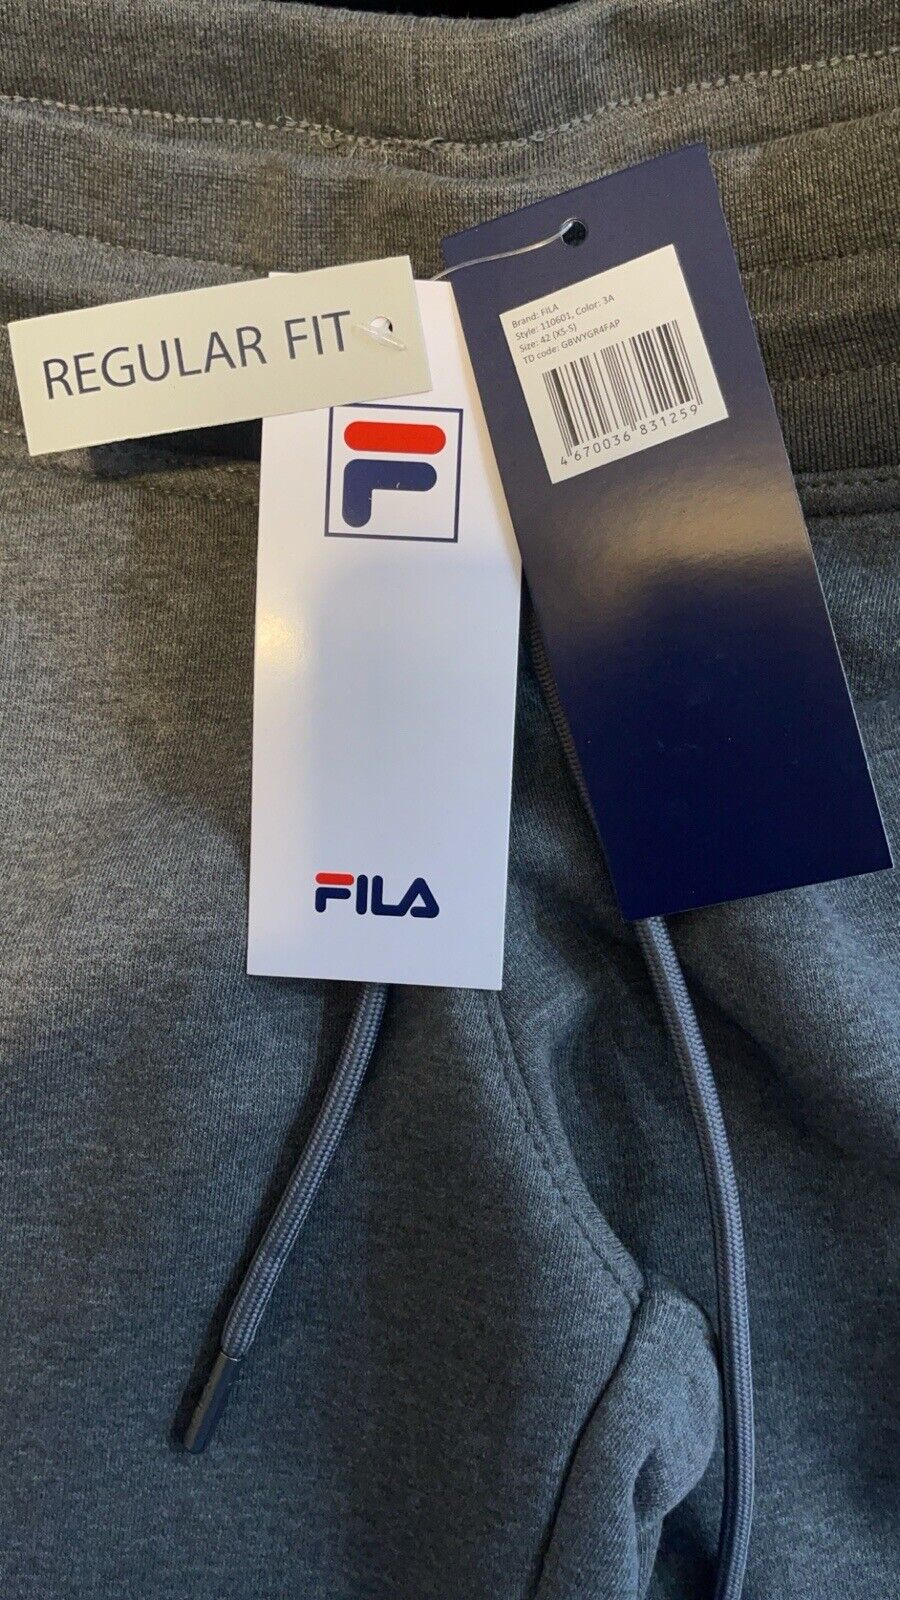 REGULAR FIT
FILA
Brand: FILA
Style: 110601, Color: 3A
Size: 42 (XS-S)
TD code: GBWYGR4FAP
4 670036 831259